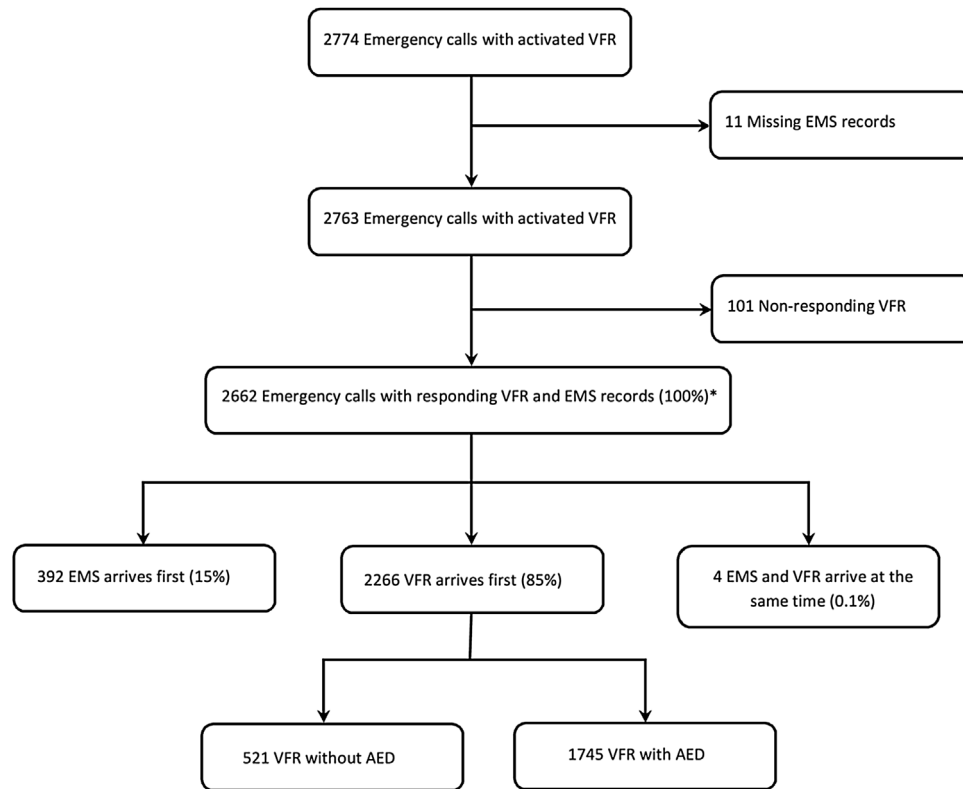 2774 Emergency calls with activated VFR
11 Missing EMS records
2763 Emergency calls with activated VFR
101 Non-responding VFR
2662 Emergency calls with responding VFR and EMS records (100%)*
392 EMS arrives first (15%)
2266 VFR arrives first (85%)
4 EMS and VFR arrive at the
same time (0.1%)
521 VFR without AED
1745 VFR with AED